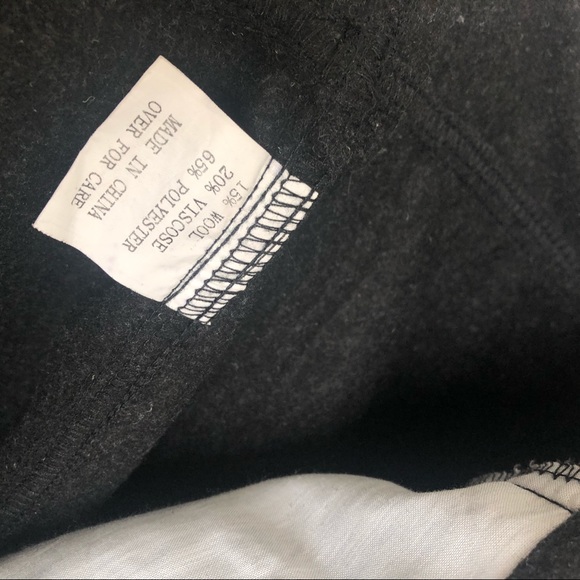 15% WOOL
20% VISCOSE
65% POLYESTER
MADE IN CHINA
OVER FOR CARE